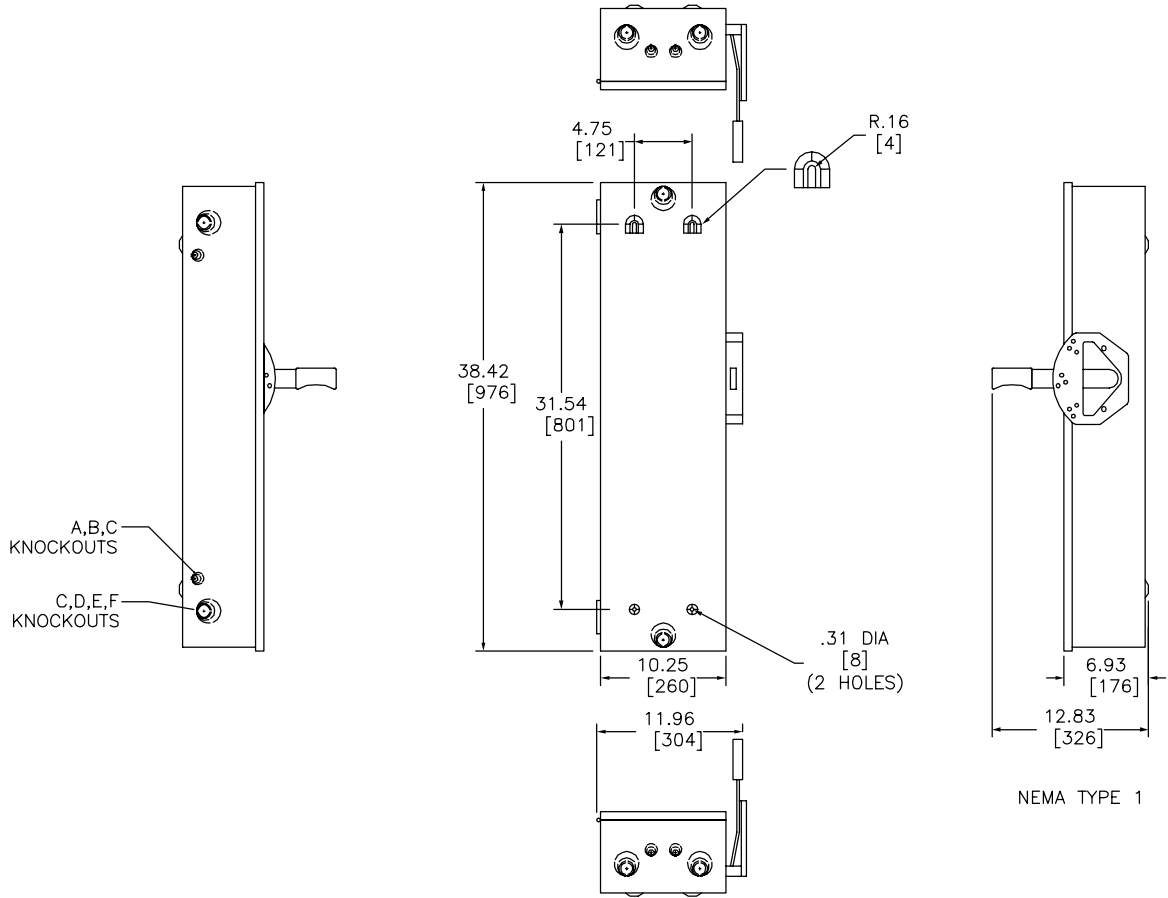 4.75
[121]
R.16
[4]
38.42
[976]
31.54
[801]
A,B,C
KNOCKOUTS
C,D,E,F
KNOCKOUTS
.31 DIA
[8]
(2 HOLES)
10.25
[260]
6.93
[176]
11.96
[304]
12.83
[326]
NEMA TYPE 1